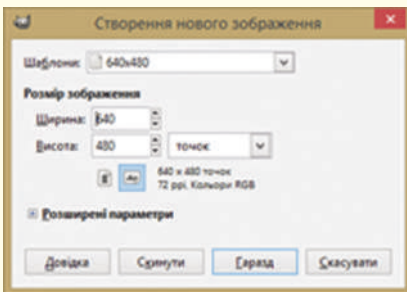 Створення нового зображення
Шаблони: 640x480
Розмір зображення
Ширина: 640
Висота: 480 точок
640 x 480 точок
72 ppi, Кольори RGB
Розширені параметри
Довідка Скинути Гаразд Скасувати